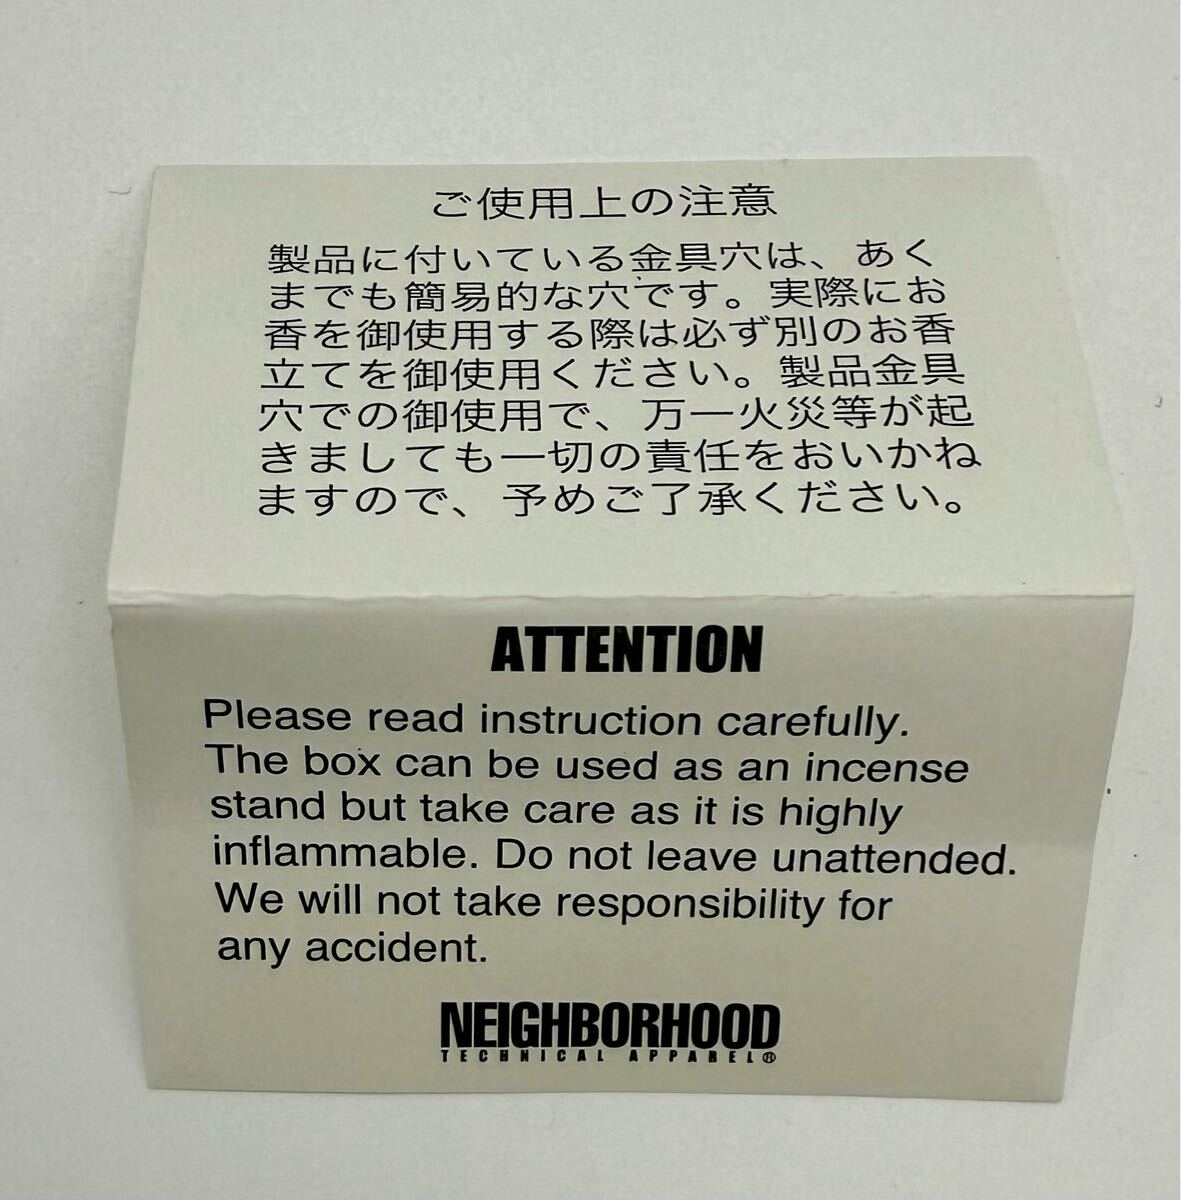 ご使用上の注意
製品に付いている金具穴は、あく
までも簡易的な穴です。実際にお
香を御使用する際は必ず別のお香
立てを御使用ください。製品金具
穴での御使用で、万一火災等が起
きましても一切の責任をおいかね
ますので、予めご了承ください。
ATTENTION
Please read instruction carefully.
The box can be used as an incense
stand but take care as it is highly
inflammable. Do not leave unattended.
We will not take responsibility for
any accident.
NEIGHBORHOOD
TECHNICAL APPAREL®